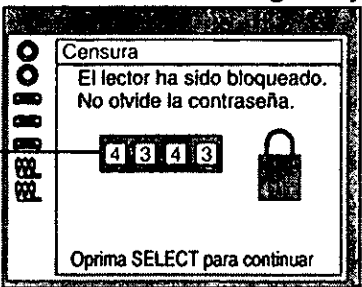 Censura
El lector ha sido bloqueado.
No olvide la contraseña.
4 3 4 3
Oprima SELECT para continuar